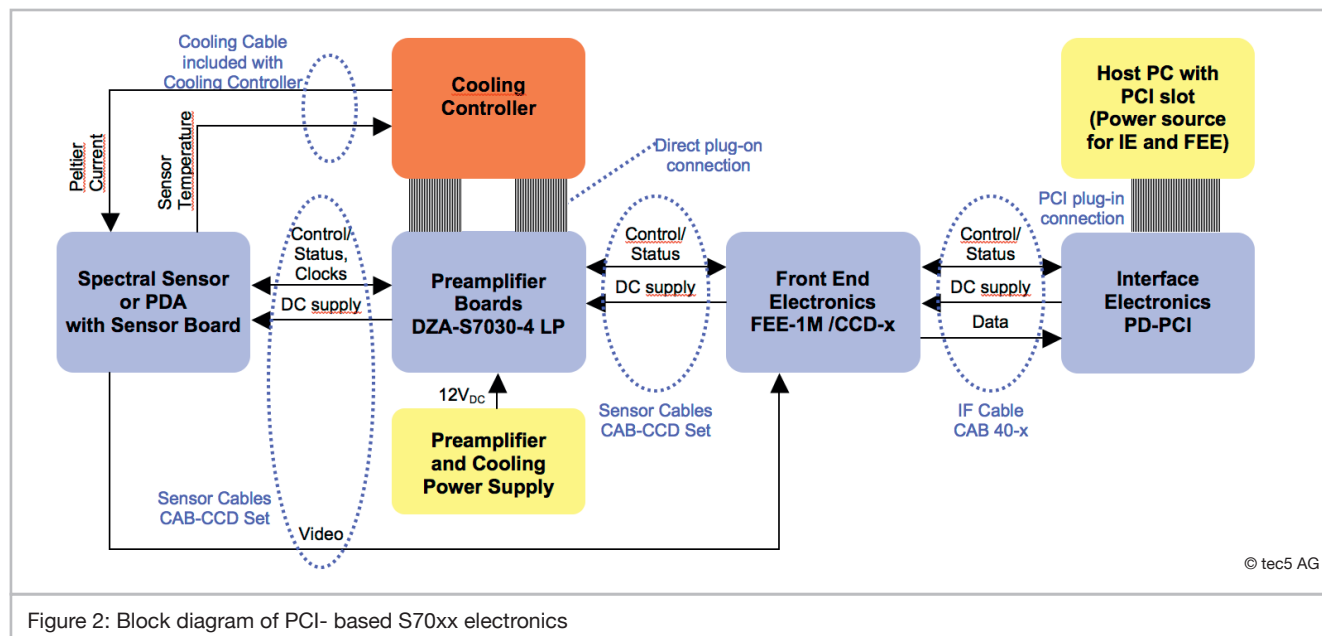 Cooling Cable
included with
Cooling Controller
Cooling
Controller
Host PC with
PCI slot
(Power source
for IE and FEE)
Peltier
Current
Sensor
Temperature
Direct plug-on
connection
PCI plug-in
connection
Control/
Status,
Clocks
DC supply
Control/
Status
DC supply
Control/
Status
DC supply
Data
Spectral Sensor
or PDA
with Sensor Board
Preamplifier
Boards
DZA-S7030-4 LP
Front End
Electronics
FEE-1M /CCD-x
Interface
Electronics
PD-PCI
12VDC
Preamplifier
and Cooling
Power Supply
Sensor Cables
CAB-CCD Set
IF Cable
CAB 40-x
Sensor Cables
CAB-CCD Set
Video
© tec5 AG
Figure 2: Block diagram of PCI- based S70xx electronics